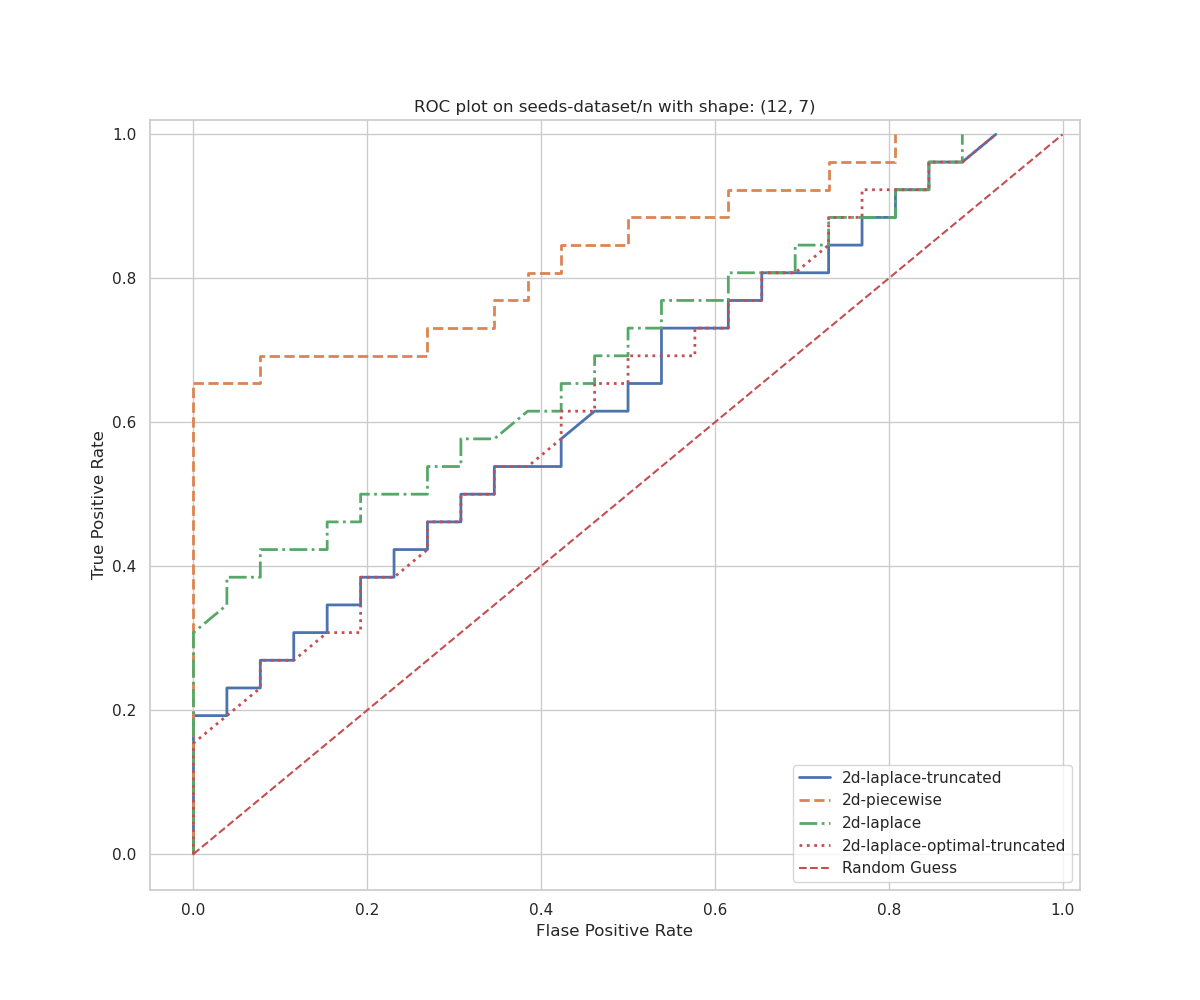 ROC plot on seeds-dataset/n with shape: (12, 7)
1.0
0.8
0.6
0.4
0.2
0.0
True Positive Rate
2d-laplace-truncated
2d-piecewise
2d-laplace
2d-laplace-optimal-truncated
Random Guess
0.0 0.2 0.4 0.6 0.8 1.0
Flase Positive Rate